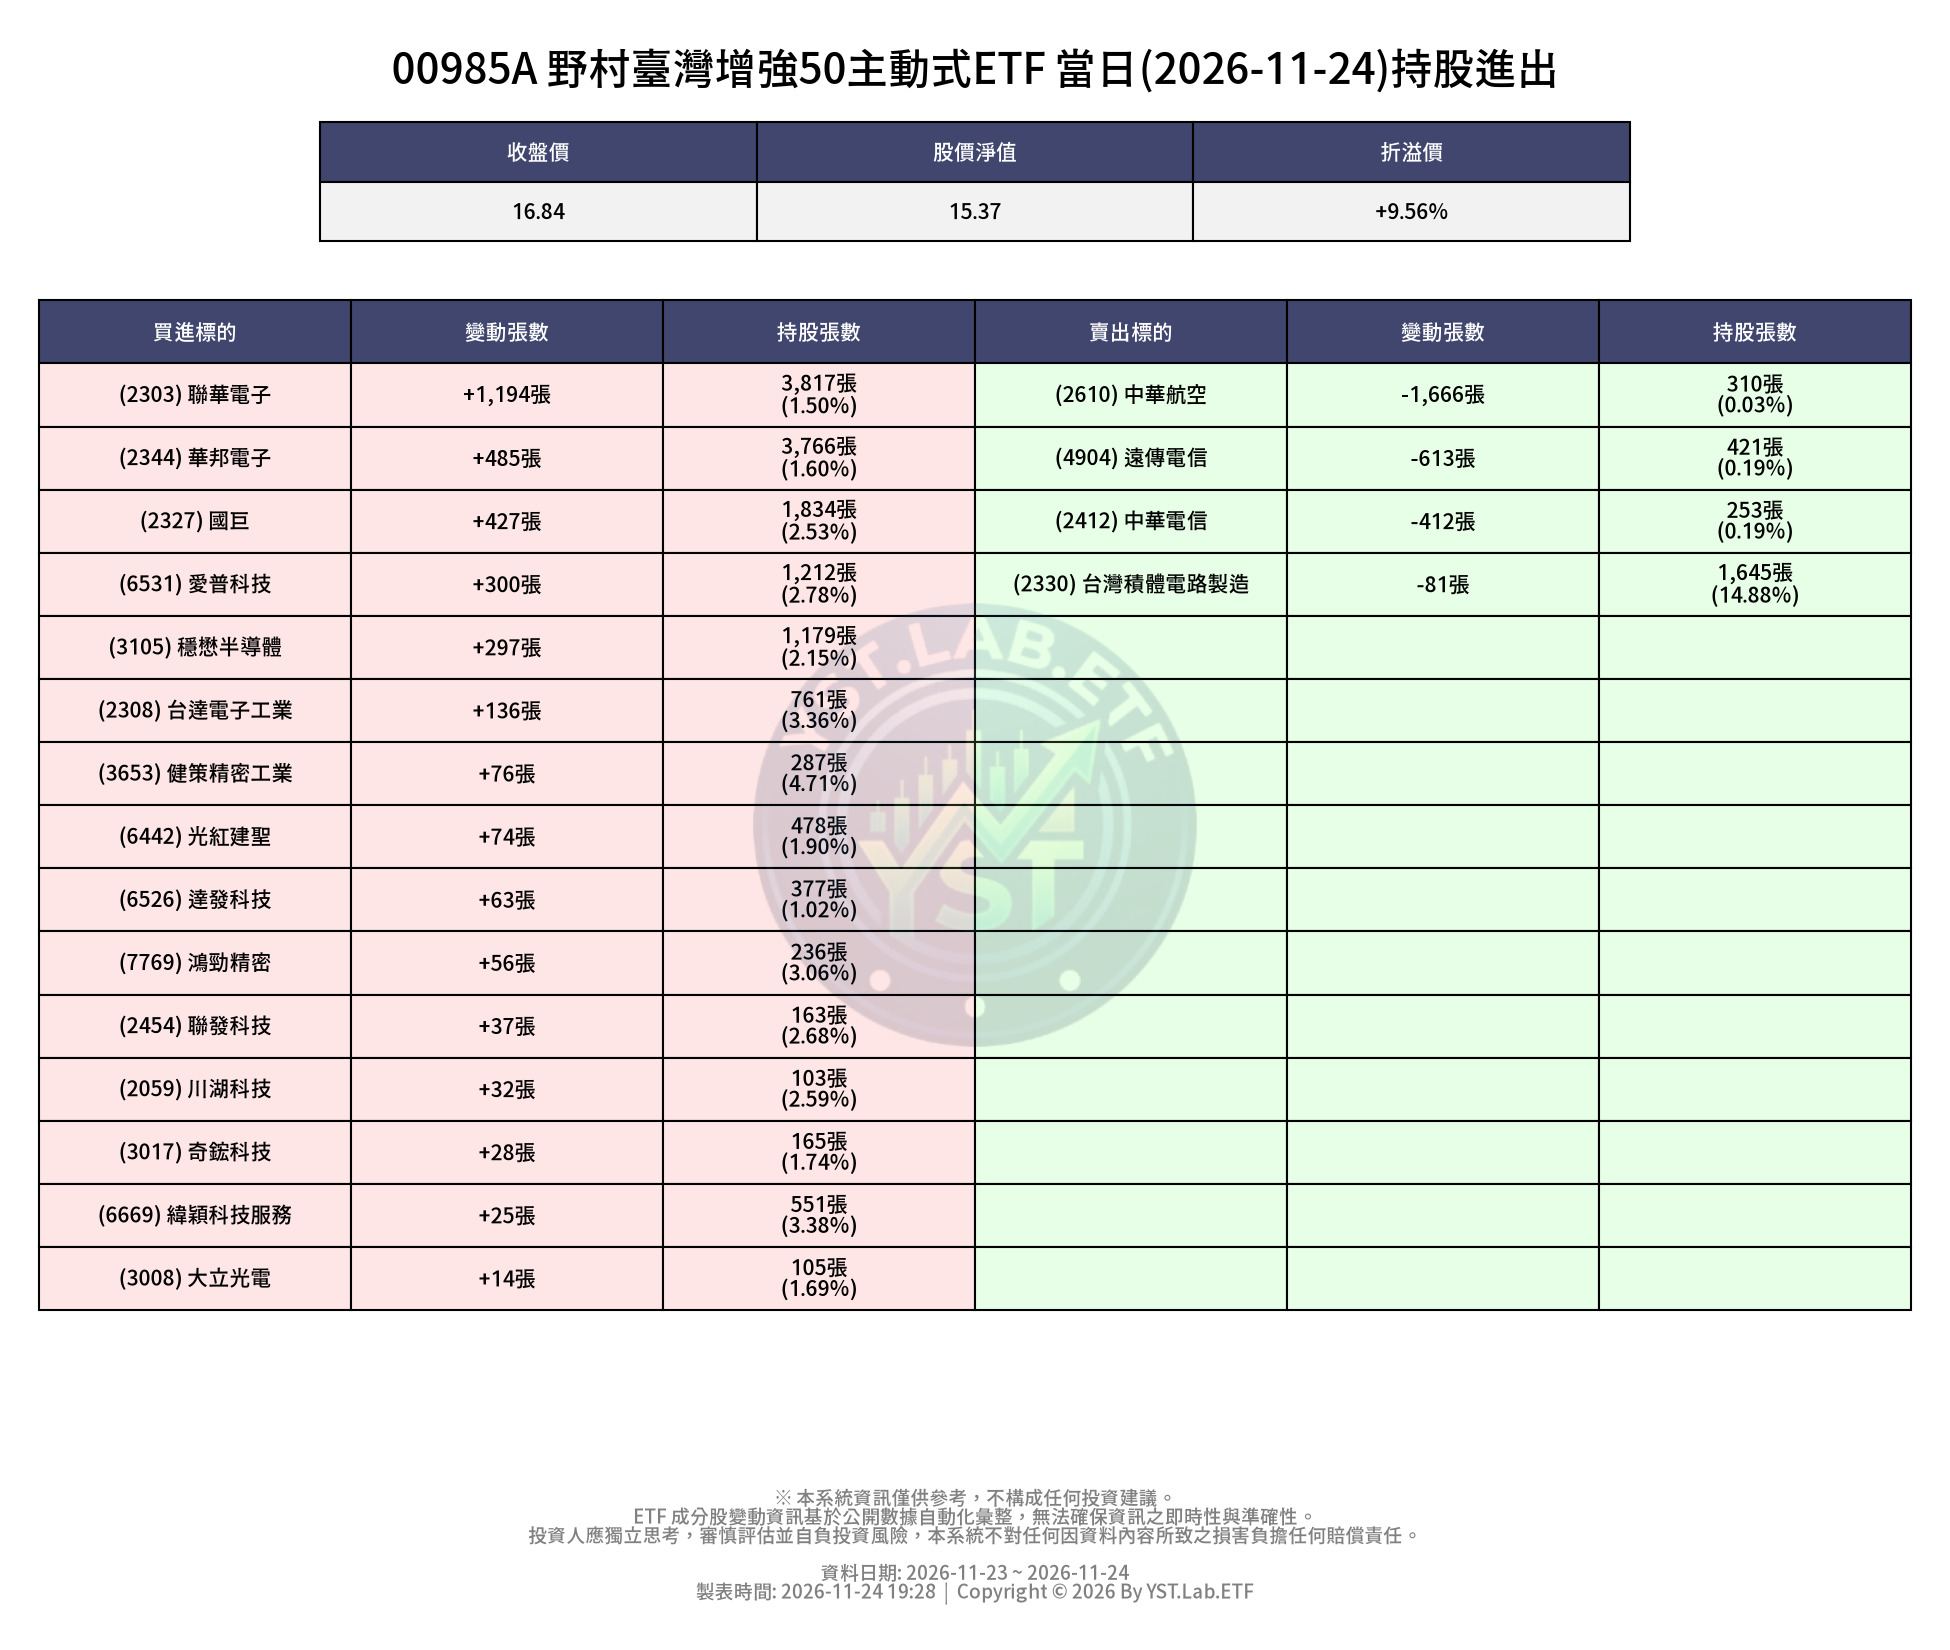 00985A 野村臺灣增強50主動式ETF 當日(2026-11-24)持股進出
收盤價 股價淨值 折溢價
16.84 15.37 +9.56%
買進標的 變動張數 持股張數 賣出標的 變動張數 持股張數
(2303) 聯華電子 +1,194張 3,817張 (1.50%) (2610) 中華航空 -1,666張 310張 (0.03%)
(2344) 華邦電子 +485張 3,766張 (1.60%) (4904) 遠傳電信 -613張 421張 (0.19%)
(2327) 國巨 +427張 1,834張 (2.53%) (2412) 中華電信 -412張 253張 (0.19%)
(6531) 愛普科技 +300張 1,212張 (2.78%) (2330) 台灣積體電路製造 -81張 1,645張 (14.88%)
(3105) 穩懋半導體 +297張 1,179張 (2.15%)
(2308) 台達電子工業 +136張 761張 (3.36%)
(3653) 健策精密工業 +76張 287張 (4.71%)
(6442) 光紅建聖 +74張 478張 (1.90%)
(6526) 達發科技 +63張 377張 (1.02%)
(7769) 鴻勁精密 +56張 236張 (3.06%)
(2454) 聯發科技 +37張 163張 (2.68%)
(2059) 川湖科技 +32張 103張 (2.59%)
(3017) 奇鋐科技 +28張 165張 (1.74%)
(6669) 緯穎科技服務 +25張 551張 (3.38%)
(3008) 大立光電 +14張 105張 (1.69%)
YST.LAB.ETF
YST
※ 本系統資訊僅供參考，不構成任何投資建議。
ETF 成分股變動資訊基於公開數據自動化彙整，無法確保資訊之即時性與準確性。
投資人應獨立思考，審慎評估並自負投資風險，本系統不對任何因資料內容所致之損害負擔任何賠償責任。
資料日期: 2026-11-23 ~ 2026-11-24
製表時間: 2026-11-24 19:28 │ Copyright © 2026 By YST.Lab.ETF